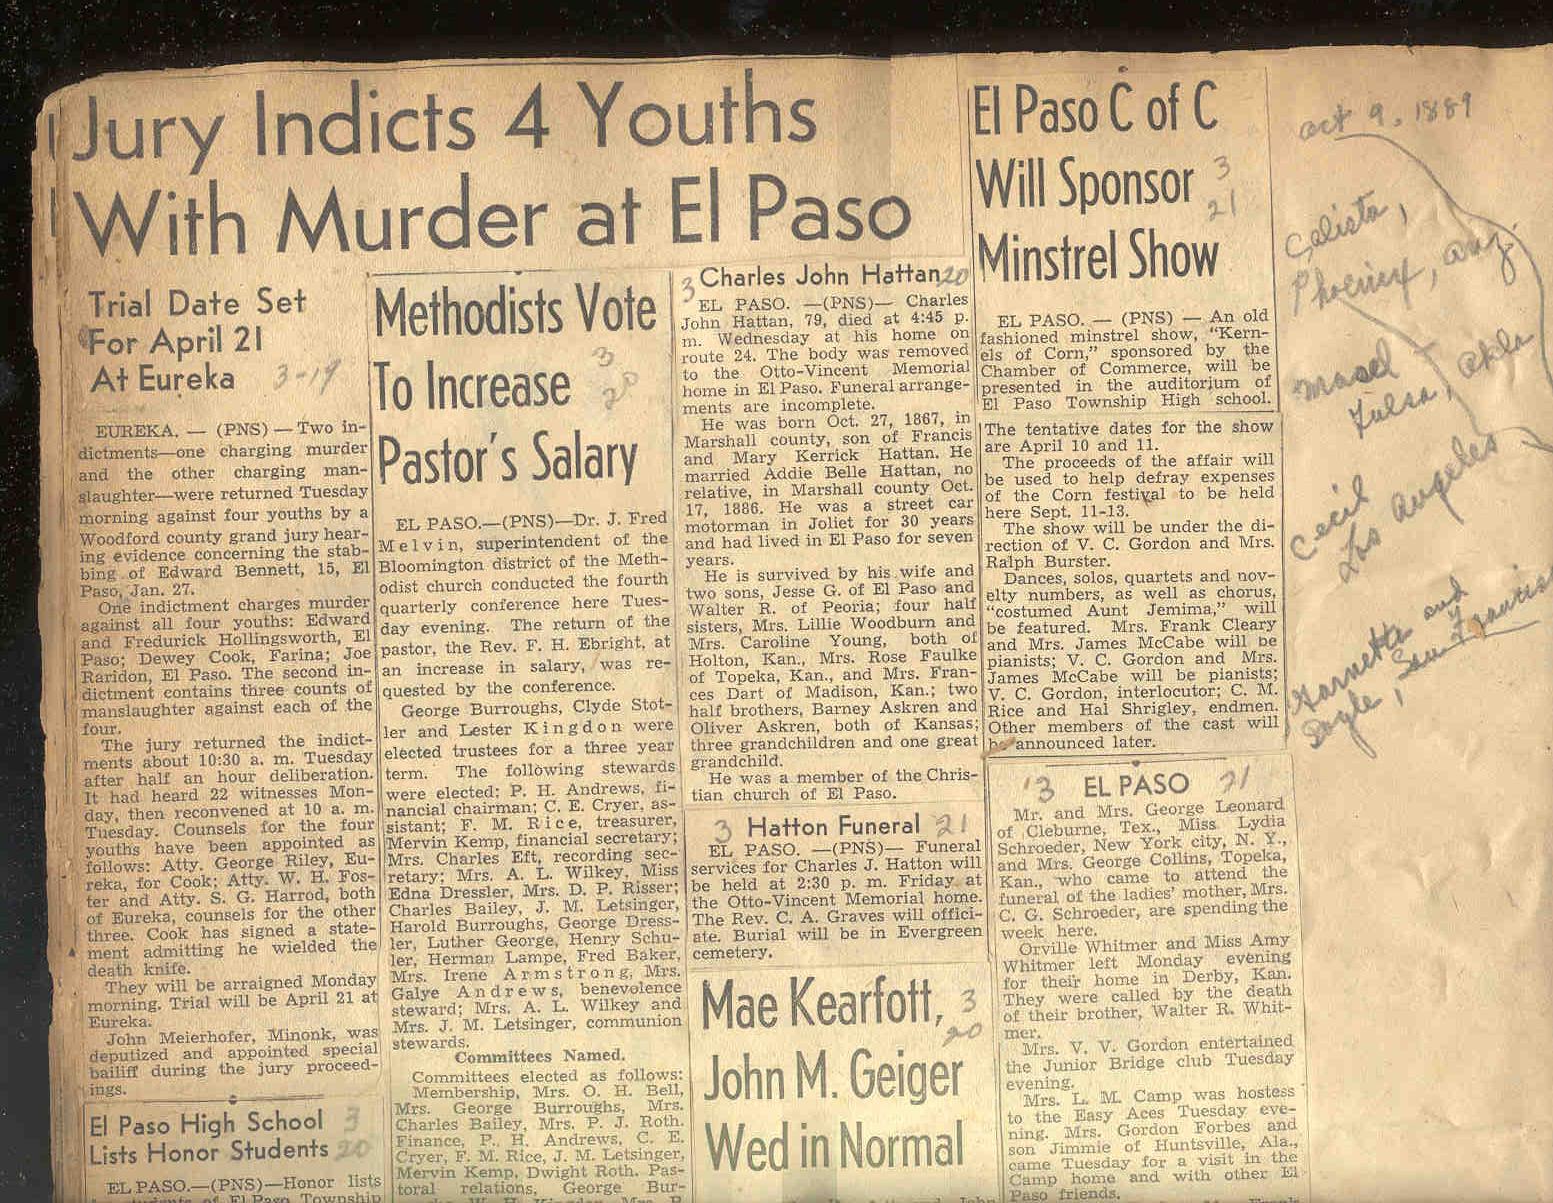 Jury Indicts 4 Youths
With Murder at El Paso
Trial Date Set
For April 21
At Eureka 3-19
EUREKA. — (PNS) — Two in-
dictments—one charging murder
and the other charging man-
slaughter—were returned Tuesday
morning against four youths by a
Woodford county grand jury hear-
ing evidence concerning the stab-
bing of Edward Bennett, 15, El
Paso, Jan. 27.
One indictment charges murder
against all four youths: Edward
and Fredurick Hollingsworth, El
Paso; Dewey Cook, Farina; Joe
Raridon, El Paso. The second in-
dictment contains three counts of
manslaughter against each of the
four.
The jury returned the indict-
ments about 10:30 a. m. Tuesday
after half an hour deliberation.
It had heard 22 witnesses Mon-
day, then reconvened at 10 a. m.
Tuesday. Counsels for the four
youths have been appointed as
follows: Atty. George Riley, Eu-
reka, for Cook; Atty. W. H. Fos-
ter and Atty. S. G. Harrod, both
of Eureka, counsels for the other
three. Cook has signed a state-
ment admitting he wielded the
death knife.
They will be arraigned Monday
morning. Trial will be April 21 at
Eureka.
John Meierhofer, Minonk, was
deputized and appointed special
bailiff during the jury proceed-
ings.
El Paso High School 3
Lists Honor Students 20
EL PASO.—(PNS)—Honor lists
of El Paso Township
Methodists Vote
To Increase 3
20
Pastor's Salary
EL PASO.—(PNS)—Dr. J. Fred
Melvin, superintendent of the
Bloomington district of the Meth-
odist church conducted the fourth
quarterly conference here Tues-
day evening. The return of the
pastor, the Rev. F. H. Ebright, at
an increase in salary, was re-
quested by the conference.
George Burroughs, Clyde Stot-
ler and Lester Kingdon were
elected trustees for a three year
term. The following stewards
were elected: P. H. Andrews, fi-
nancial chairman; C. E. Cryer, as-
sistant; F. M. Rice, treasurer,
Mervin Kemp, financial secretary;
Mrs. Charles Eft, recording sec-
retary; Mrs. A. L. Wilkey, Miss
Edna Dressler, Mrs. D. P. Risser;
Charles Bailey, J. M. Letsinger,
Harold Burroughs, George Dress-
ler, Luther George, Henry Schu-
ler, Herman Lampe, Fred Baker,
Mrs. Irene Armstrong, Mrs.
Galye Andrews, benevolence
steward; Mrs. A. L. Wilkey and
Mrs. J. M. Letsinger, communion
stewards.
Committees Named.
Committees elected as follows:
Membership, Mrs. O. H. Bell,
Mrs. George Burroughs, Mrs.
Charles Bailey, Mrs. P. J. Roth.
Finance, P. H. Andrews, C. E.
Cryer, F. M. Rice, J. M. Letsinger,
Mervin Kemp, Dwight Roth. Pas-
toral relations, George Bur-
3 Charles John Hattan 20
EL PASO. —(PNS)— Charles
John Hattan, 79, died at 4:45 p.
m. Wednesday at his home on
route 24. The body was removed
to the Otto-Vincent Memorial
home in El Paso. Funeral arrange-
ments are incomplete.
He was born Oct. 27, 1867, in
Marshall county, son of Francis
and Mary Kerrick Hattan. He
married Addie Belle Hattan, no
relative, in Marshall county Oct.
17, 1886. He was a street car
motorman in Joliet for 30 years
and had lived in El Paso for seven
years.
He is survived by his wife and
two sons, Jesse G. of El Paso and
Walter R. of Peoria; four half
sisters, Mrs. Lillie Woodburn and
Mrs. Caroline Young, both of
Holton, Kan., Mrs. Rose Faulke
of Topeka, Kan., and Mrs. Fran-
ces Dart of Madison, Kan.; two
half brothers, Barney Askren and
Oliver Askren, both of Kansas;
three grandchildren and one great
grandchild.
He was a member of the Chris-
tian church of El Paso.
3 Hatton Funeral 21
EL PASO. —(PNS)— Funeral
services for Charles J. Hatton will
be held at 2:30 p. m. Friday at
the Otto-Vincent Memorial home.
The Rev. C. A. Graves will offici-
ate. Burial will be in Evergreen
cemetery.
Mae Kearfott, 3
20
John M. Geiger
Wed in Normal
El Paso C of C
Will Sponsor 3
21
Minstrel Show
EL PASO. — (PNS) — An old
fashioned minstrel show, "Kern-
els of Corn," sponsored by the
Chamber of Commerce, will be
presented in the auditorium of
El Paso Township High school.
The tentative dates for the show
are April 10 and 11.
The proceeds of the affair will
be used to help defray expenses
of the Corn festival to be held
here Sept. 11-13.
The show will be under the di-
rection of V. C. Gordon and Mrs.
Ralph Burster.
Dances, solos, quartets and nov-
elty numbers, as well as chorus,
"costumed Aunt Jemima," will
be featured. Mrs. Frank Cleary
and Mrs. James McCabe will be
pianists; V. C. Gordon and Mrs.
James McCabe will be pianists;
V. C. Gordon, interlocutor; C. M.
Rice and Hal Shrigley, endmen.
Other members of the cast will
be announced later.
3 EL PASO 21
Mr. and Mrs. George Leonard
of Cleburne, Tex., Miss Lydia
Schroeder, New York city, N. Y.,
and Mrs. George Collins, Topeka,
Kan., who came to attend the
funeral of the ladies' mother, Mrs.
C. G. Schroeder, are spending the
week here.
Orville Whitmer and Miss Amy
Whitmer left Monday evening
for their home in Derby, Kan.
They were called by the death
of their brother, Walter R. Whit-
mer.
Mrs. V. V. Gordon entertained
the Junior Bridge club Tuesday
evening.
Mrs. L. M. Camp was hostess
to the Easy Aces Tuesday eve-
ning. Mrs. Gordon Forbes and
son Jimmie of Huntsville, Ala.,
came Tuesday for a visit in the
Camp home and with other El
Paso friends.
Oct 9, 1889
Calista,
Phoenix, Ariz.
Mabel
Tulsa, Okla
Cecil
Los Angeles
and
San Francisco